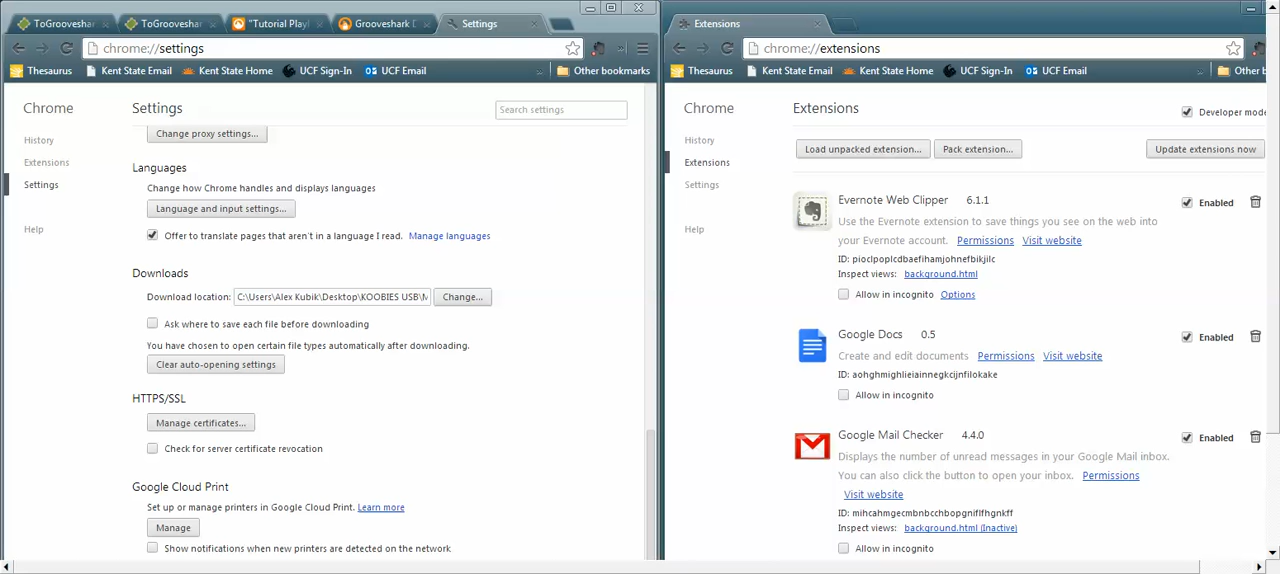 ToGrooveshar
ToGrooveshar
"Tutorial Playl
Grooveshark D
Settings
chrome://settings
Thesaurus Kent State Email Kent State Home UCF Sign-In UCF Email » Other bookmarks
Chrome
History
Extensions
Settings
Help
Settings
Search settings
Change proxy settings...
Languages
Change how Chrome handles and displays languages
Language and input settings...
Offer to translate pages that aren't in a language I read. Manage languages
Downloads
Download location: C:\Users\Alex Kubik\Desktop\KOOBIES USB\M Change...
Ask where to save each file before downloading
You have chosen to open certain file types automatically after downloading.
Clear auto-opening settings
HTTPS/SSL
Manage certificates...
Check for server certificate revocation
Google Cloud Print
Set up or manage printers in Google Cloud Print. Learn more
Manage
Show notifications when new printers are detected on the network
Extensions
chrome://extensions
Thesaurus Kent State Email Kent State Home UCF Sign-In UCF Email » Other b
Chrome
History
Extensions
Settings
Help
Extensions
Developer mode
Load unpacked extension... Pack extension... Update extensions now
Evernote Web Clipper 6.1.1 Enabled
Use the Evernote extension to save things you see on the web into
your Evernote account. Permissions Visit website
ID: pioclpoplcdbaefihamjohnefbikjilc
Inspect views: background.html
Allow in incognito Options
Google Docs 0.5 Enabled
Create and edit documents Permissions Visit website
ID: aohghmighlieiainnegkcijnfilokake
Allow in incognito
Google Mail Checker 4.4.0 Enabled
Displays the number of unread messages in your Google Mail inbox.
You can also click the button to open your inbox. Permissions
Visit website
ID: mihcahmgecmbnbcchbopgniflfhgnkff
Inspect views: background.html (Inactive)
Allow in incognito